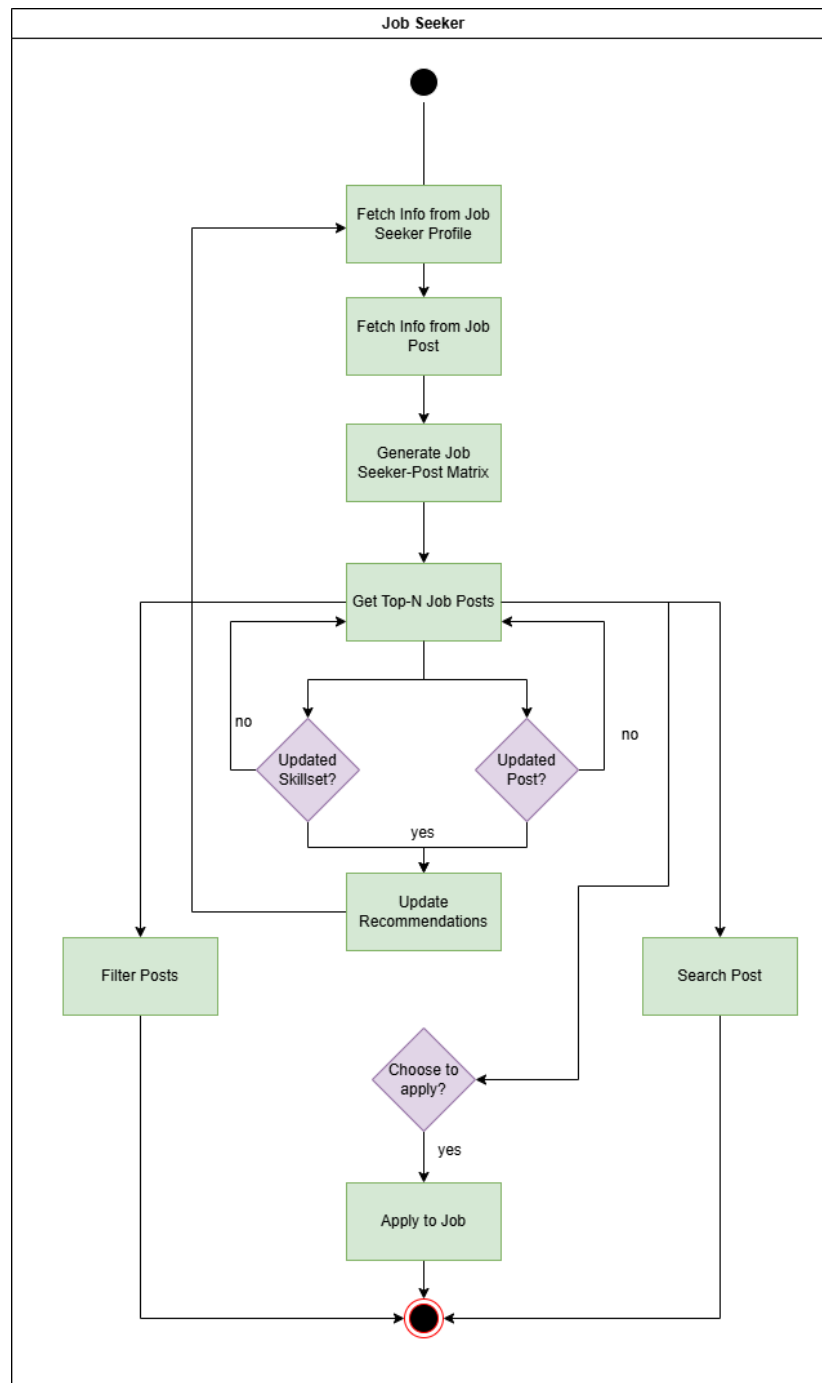 Job Seeker
Fetch Info from Job
Seeker Profile
Fetch Info from Job
Post
Generate Job
Seeker-Post Matrix
Get Top-N Job Posts
no
no
Updated
Skillset?
Updated
Post?
yes
Update
Recommendations
Filter Posts
Search Post
Choose to
apply?
yes
Apply to Job